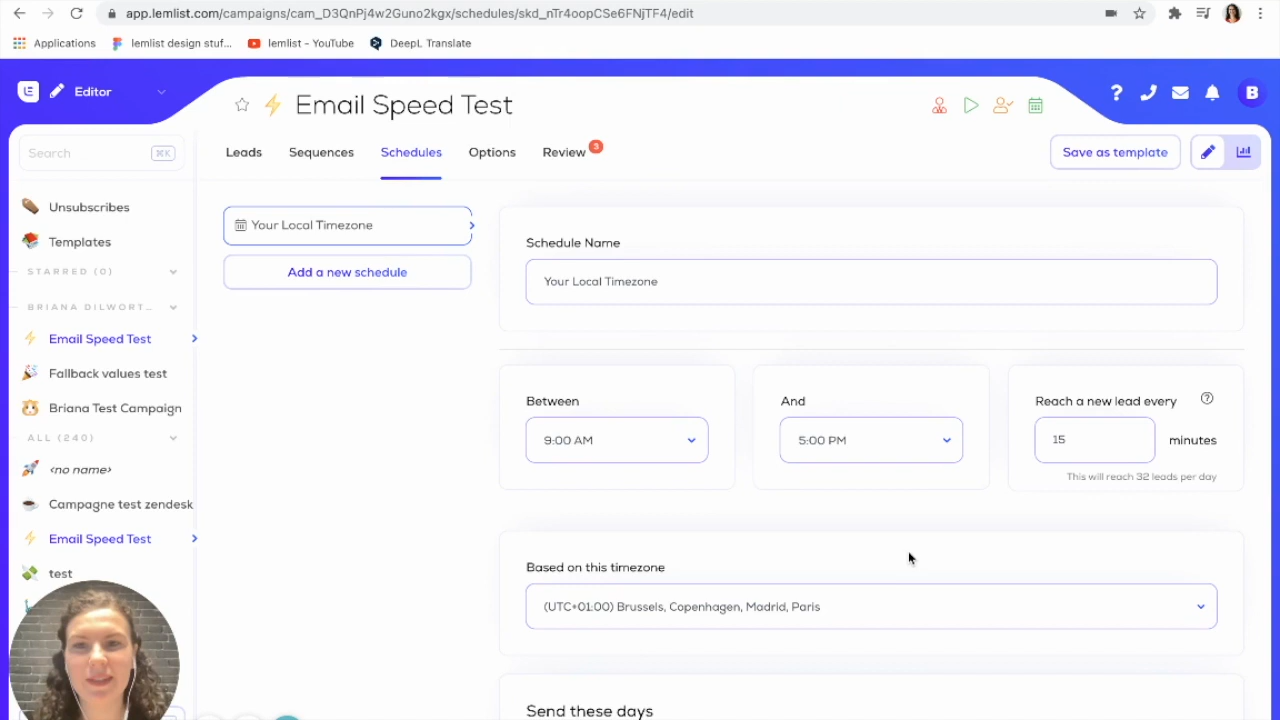 app.lemlist.com/campaigns/cam_D3QnPj4w2Guno2kgx/schedules/skd_nTr4oopCSe6FNjTF4/edit
Applications
lemlist design stuf...
lemlist - YouTube
DeepL Translate
Editor
Email Speed Test
?
B
Search
⌘K
Leads
Sequences
Schedules
Options
Review
3
Save as template
Unsubscribes
Templates
STARRED (0)
BRIANA DILWORT...
Email Speed Test
Fallback values test
Briana Test Campaign
ALL (240)
<no name>
Campagne test zendesk
Email Speed Test
test
Your Local Timezone
Add a new schedule
Schedule Name
Your Local Timezone
Between
9:00 AM
And
5:00 PM
Reach a new lead every
?
15
minutes
This will reach 32 leads per day
Based on this timezone
(UTC+01:00) Brussels, Copenhagen, Madrid, Paris
Send these days